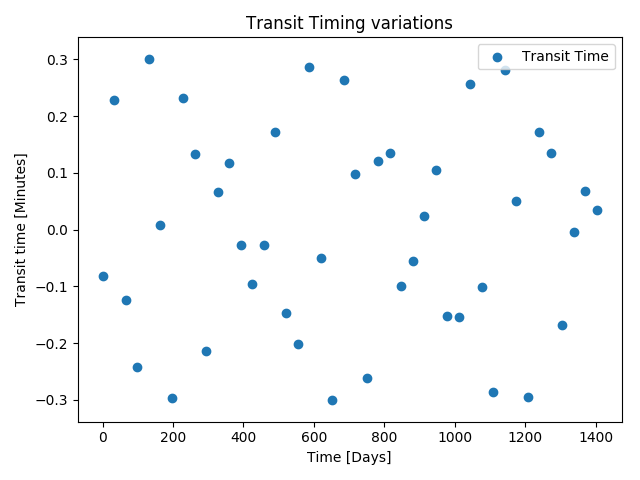 Transit Timing variations
Transit Time
0.3
0.2
0.1
0.0
−0.1
−0.2
−0.3
Transit time [Minutes]
0 200 400 600 800 1000 1200 1400
Time [Days]